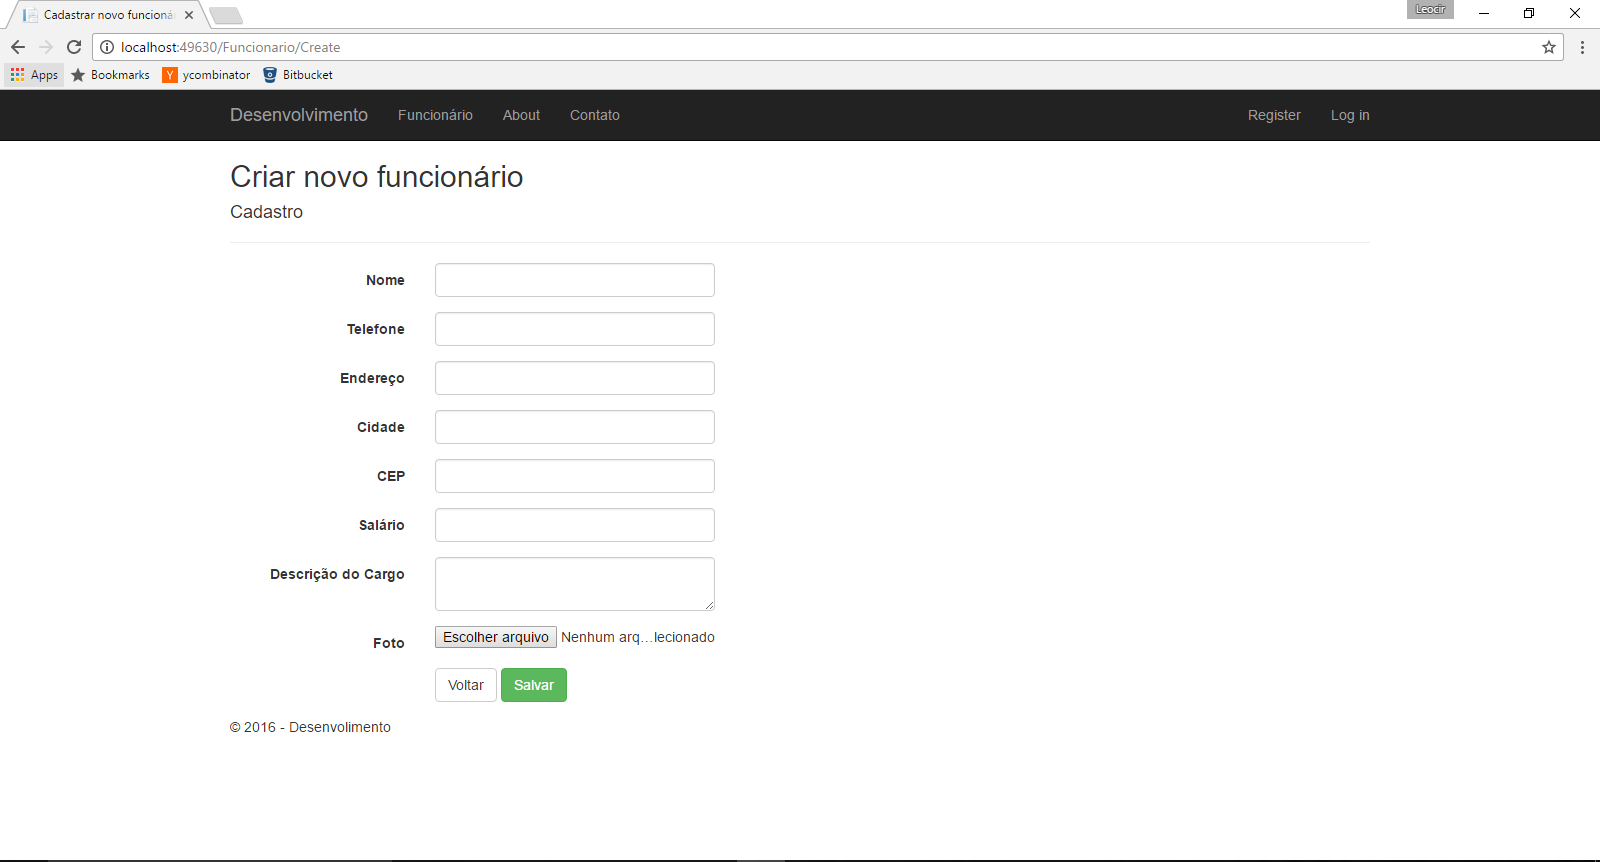 Cadastrar novo funcioná
Leocir
localhost:49630/Funcionario/Create
Apps Bookmarks Y ycombinator Bitbucket
Desenvolvimento Funcionário About Contato Register Log in
Criar novo funcionário
Cadastro
Nome
Telefone
Endereço
Cidade
CEP
Salário
Descrição do Cargo
Foto Escolher arquivo Nenhum arq...lecionado
Voltar Salvar
© 2016 - Desenvolimento